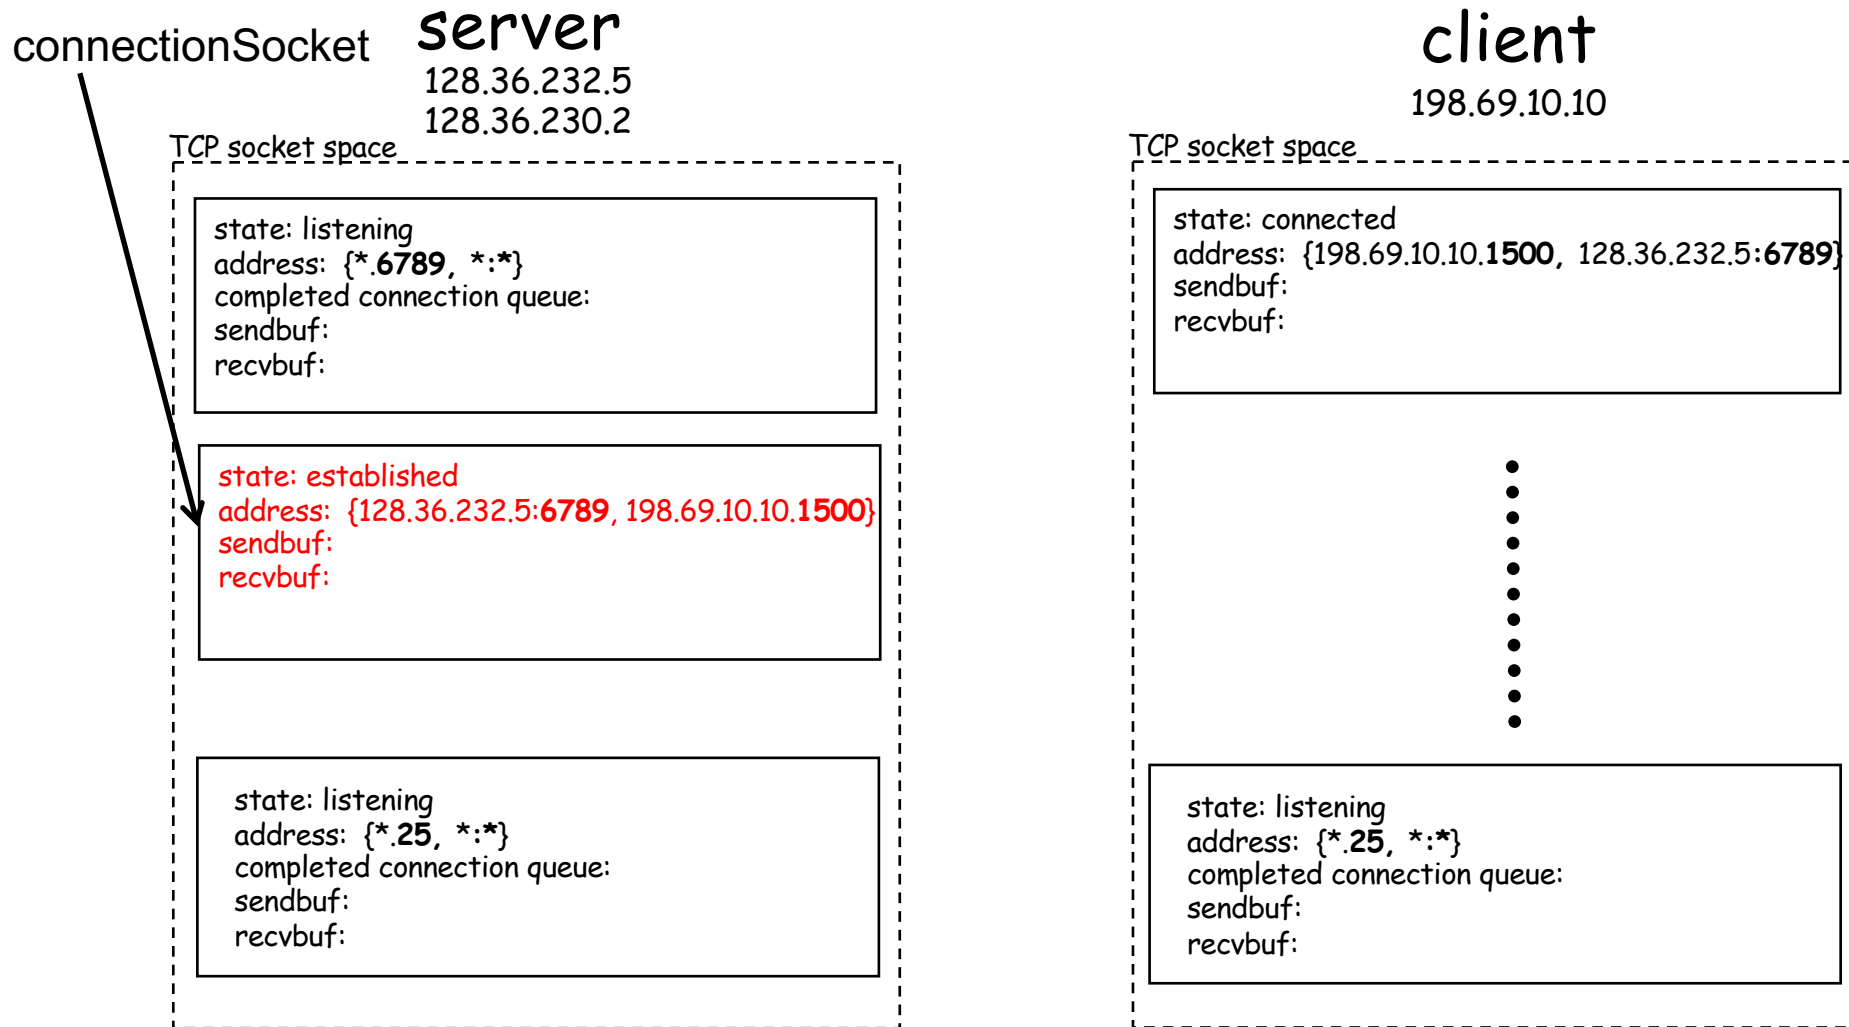 connectionSocket
server
128.36.232.5
128.36.230.2
TCP socket space
state: listening
address: {*.6789, *:*}
completed connection queue:
sendbuf:
recvbuf:
state: established
address: {128.36.232.5:6789, 198.69.10.10.1500}
sendbuf:
recvbuf:
state: listening
address: {*.25, *:*}
completed connection queue:
sendbuf:
recvbuf:
client
198.69.10.10
TCP socket space
state: connected
address: {198.69.10.10.1500, 128.36.232.5:6789}
sendbuf:
recvbuf:
state: listening
address: {*.25, *:*}
completed connection queue:
sendbuf:
recvbuf: